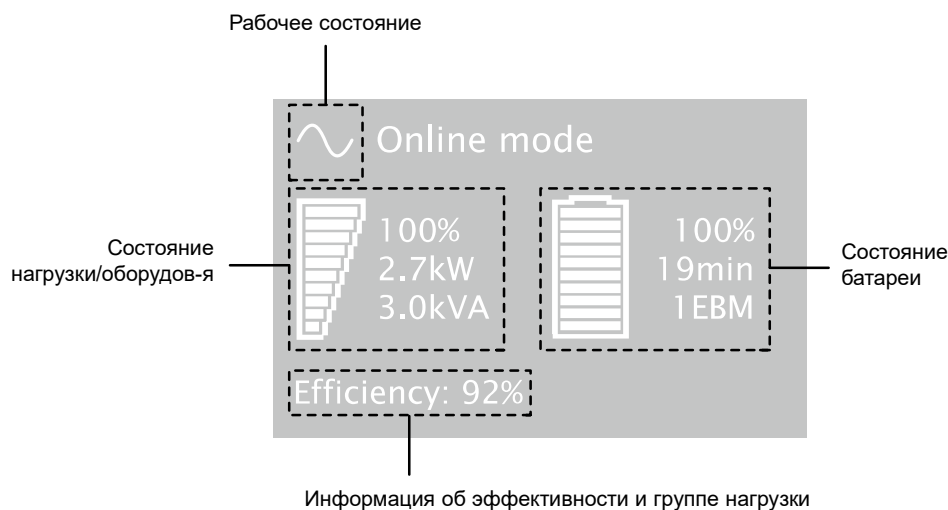 Рабочее состояние
Online mode
100%
2.7kW
3.0kVA
100%
19min
1EBM
Состояние
нагрузки/оборудов-я
Состояние
батареи
Efficiency: 92%
Информация об эффективности и группе нагрузки